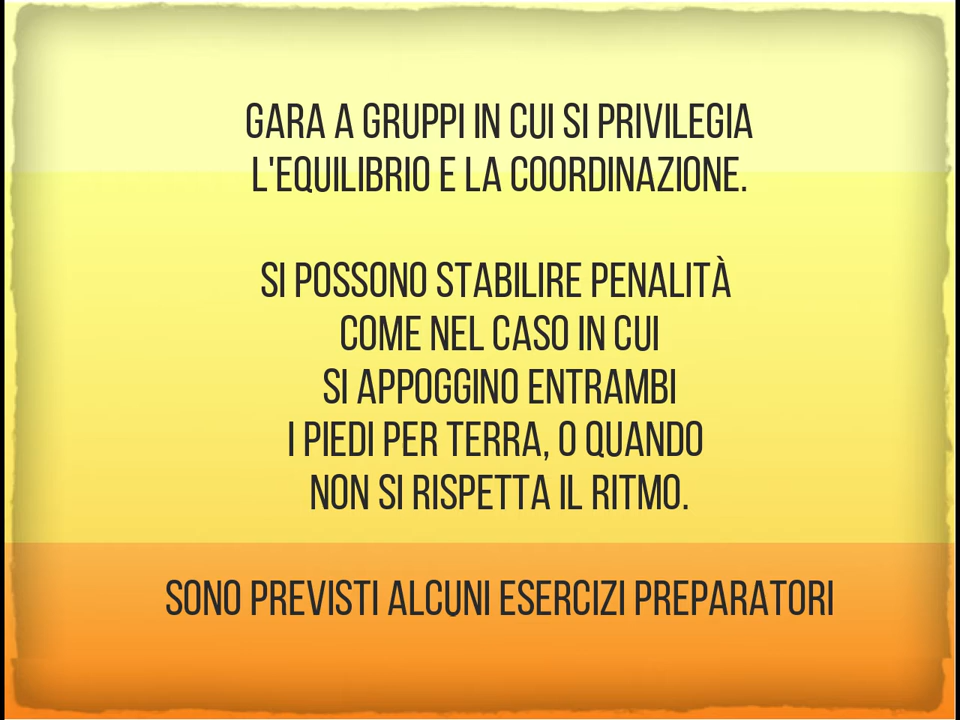 GARA A GRUPPI IN CUI SI PRIVILEGIA
L'EQUILIBRIO E LA COORDINAZIONE.
SI POSSONO STABILIRE PENALITÀ
COME NEL CASO IN CUI
SI APPOGGINO ENTRAMBI
I PIEDI PER TERRA, O QUANDO
NON SI RISPETTA IL RITMO.
SONO PREVISTI ALCUNI ESERCIZI PREPARATORI